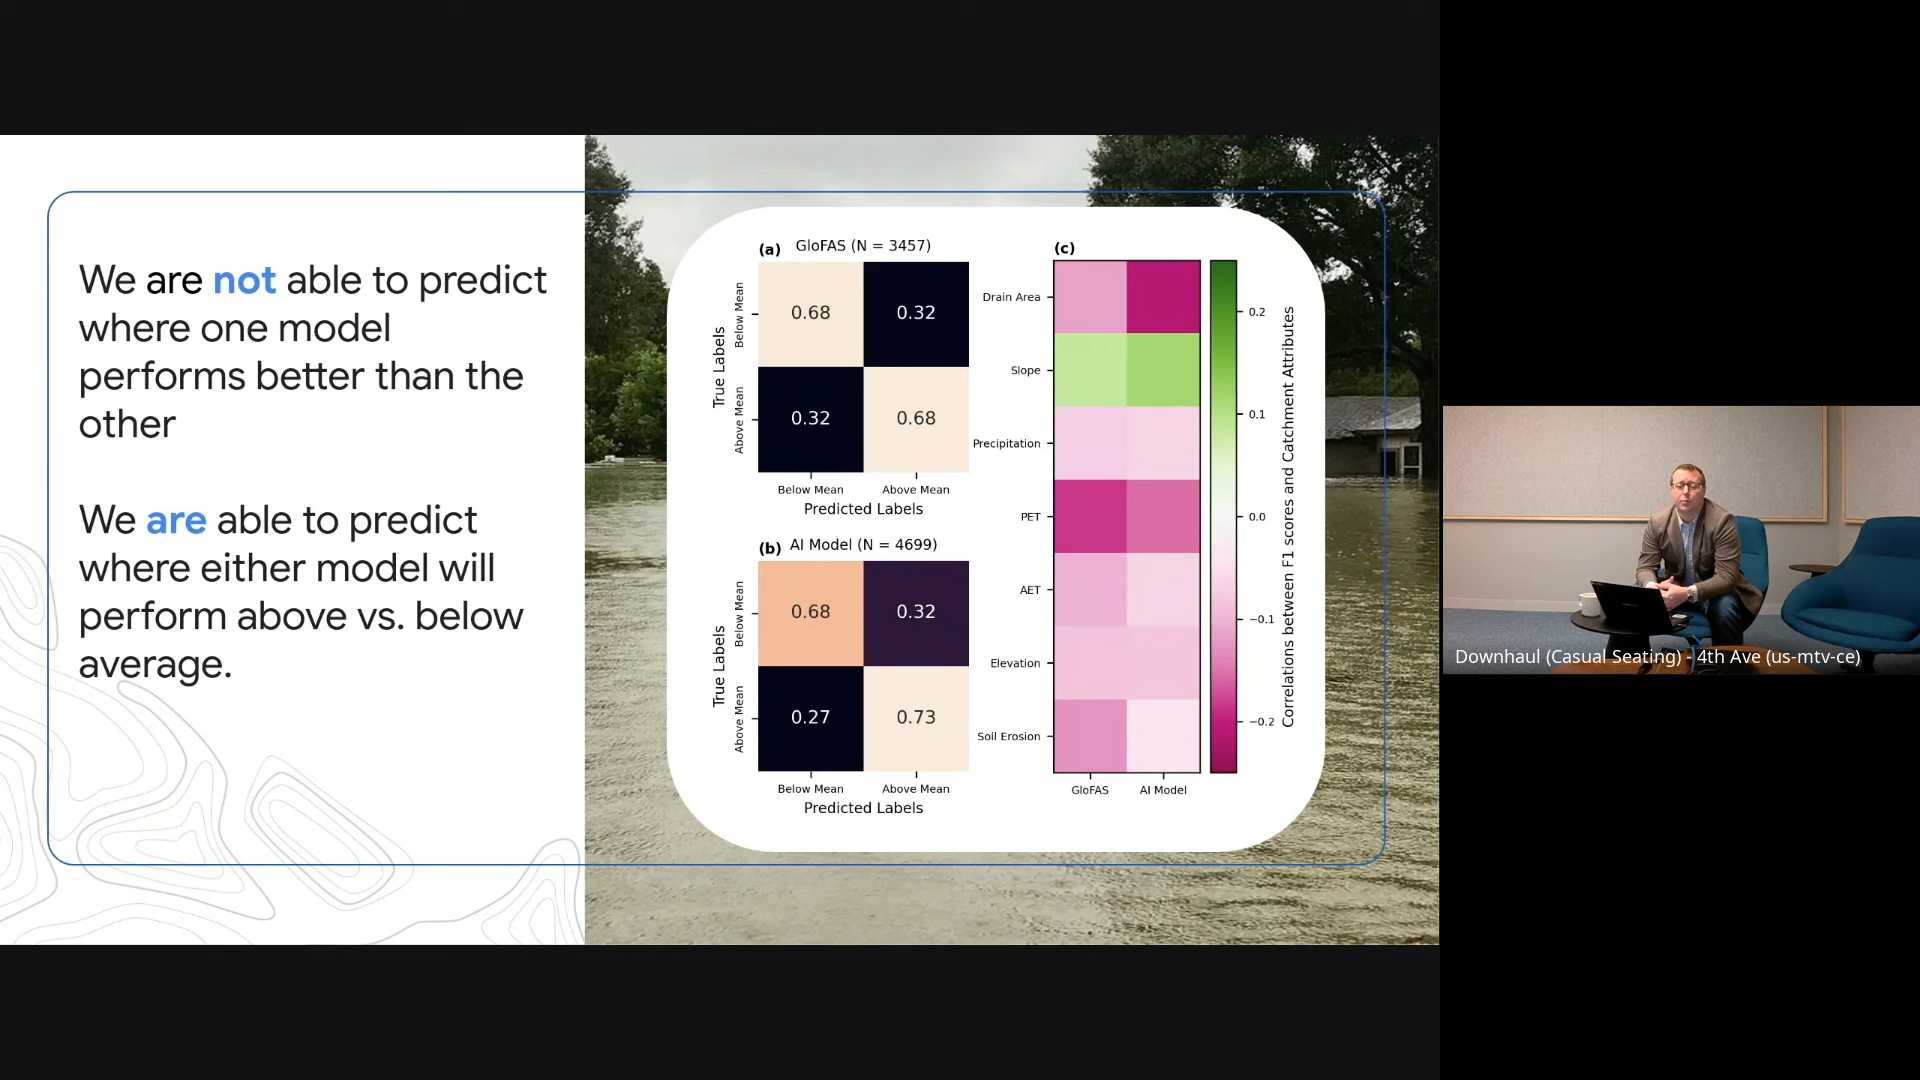 We are not able to predict
where one model
performs better than the
other
We are able to predict
where either model will
perform above vs. below
average.
(a) GloFAS (N = 3457)
True Labels
Below Mean
Above Mean
0.68 0.32
0.32 0.68
Below Mean Above Mean
Predicted Labels
(b) AI Model (N = 4699)
True Labels
Below Mean
Above Mean
0.68 0.32
0.27 0.73
Below Mean Above Mean
Predicted Labels
(c)
Drain Area
Slope
Precipitation
PET
AET
Elevation
Soil Erosion
GloFAS AI Model
0.2
0.1
0.0
−0.1
−0.2
Correlations between F1 scores and Catchment Attributes
Downhaul (Casual Seating) - 4th Ave (us-mtv-ce)